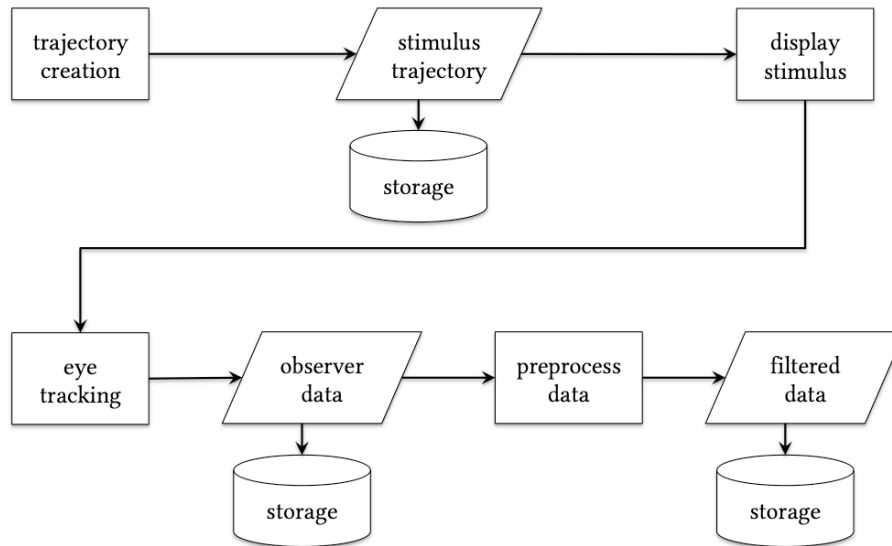 trajectory
creation
stimulus
trajectory
display
stimulus
storage
eye
tracking
observer
data
preprocess
data
filtered
data
storage
storage